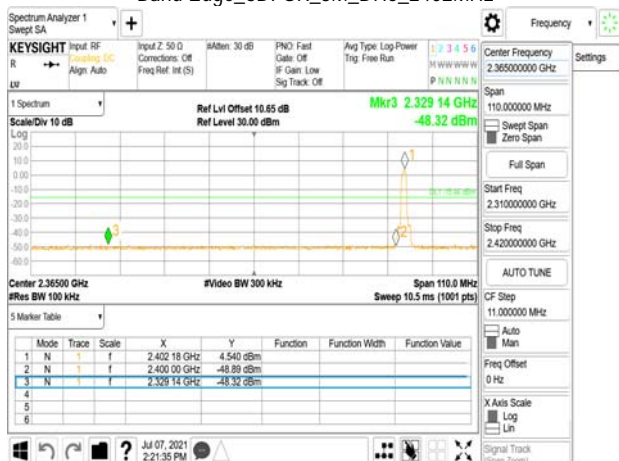 Spectrum Analyzer 1
Swept SA
+
Frequency
KEYSIGHT
R
Input: RF
Coupling: DC
Align: Auto
Input Z: 50 Ω
Corrections: Off
Freq Ref: Int (S)
#Atten: 30 dB
PNO: Fast
Gate: Off
IF Gain: Low
Sig Track: Off
Avg Type: Log-Power
Trig: Free Run
1 2 3 4 5 6
M W W W W W
P N N N N N
1 Spectrum
Scale/Div 10 dB
Log
Ref Lvl Offset 10.65 dB
Ref Level 30.00 dBm
Mkr3 2.329 14 GHz
-48.32 dBm
20.0
10.0
0.00
-10.0
-20.0
-30.0
-40.0
-50.0
-60.0
1
2
3
Center 2.36500 GHz
#Res BW 100 kHz
#Video BW 300 kHz
Span 110.0 MHz
Sweep 10.5 ms (1001 pts)
5 Marker Table
Mode Trace Scale X Y Function Function Width Function Value
1 N 1 f 2.402 18 GHz 4.540 dBm
2 N 1 f 2.400 00 GHz -48.89 dBm
3 N 1 f 2.329 14 GHz -48.32 dBm
4
5
6
?
Jul 07, 2021
2:21:35 PM
Settings
Center Frequency
2.365000000 GHz
Span
110.000000 MHz
Swept Span
Zero Span
Full Span
Start Freq
2.310000000 GHz
Stop Freq
2.420000000 GHz
AUTO TUNE
CF Step
11.000000 MHz
Auto
Man
Freq Offset
0 Hz
X Axis Scale
Log
Lin
Signal Track